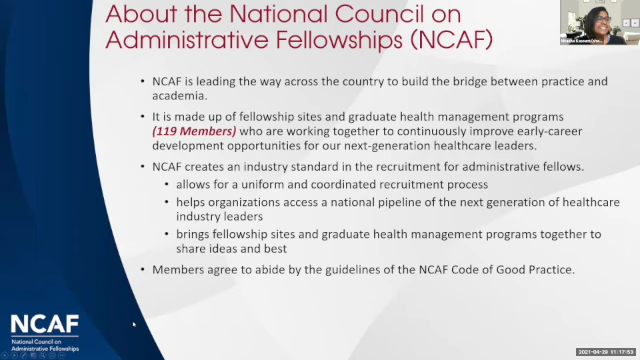 About the National Council on
Administrative Fellowships (NCAF)
• NCAF is leading the way across the country to build the bridge between practice and
academia.
• It is made up of fellowship sites and graduate health management programs
(119 Members) who are working together to continuously improve early-career
development opportunities for our next-generation healthcare leaders.
• NCAF creates an industry standard in the recruitment for administrative fellows.
• allows for a uniform and coordinated recruitment process
• helps organizations access a national pipeline of the next generation of healthcare
industry leaders
• brings fellowship sites and graduate health management programs together to
share ideas and best
• Members agree to abide by the guidelines of the NCAF Code of Good Practice.
NCAF
National Council on
Administrative Fellowships
2021-04-29 11:17:53